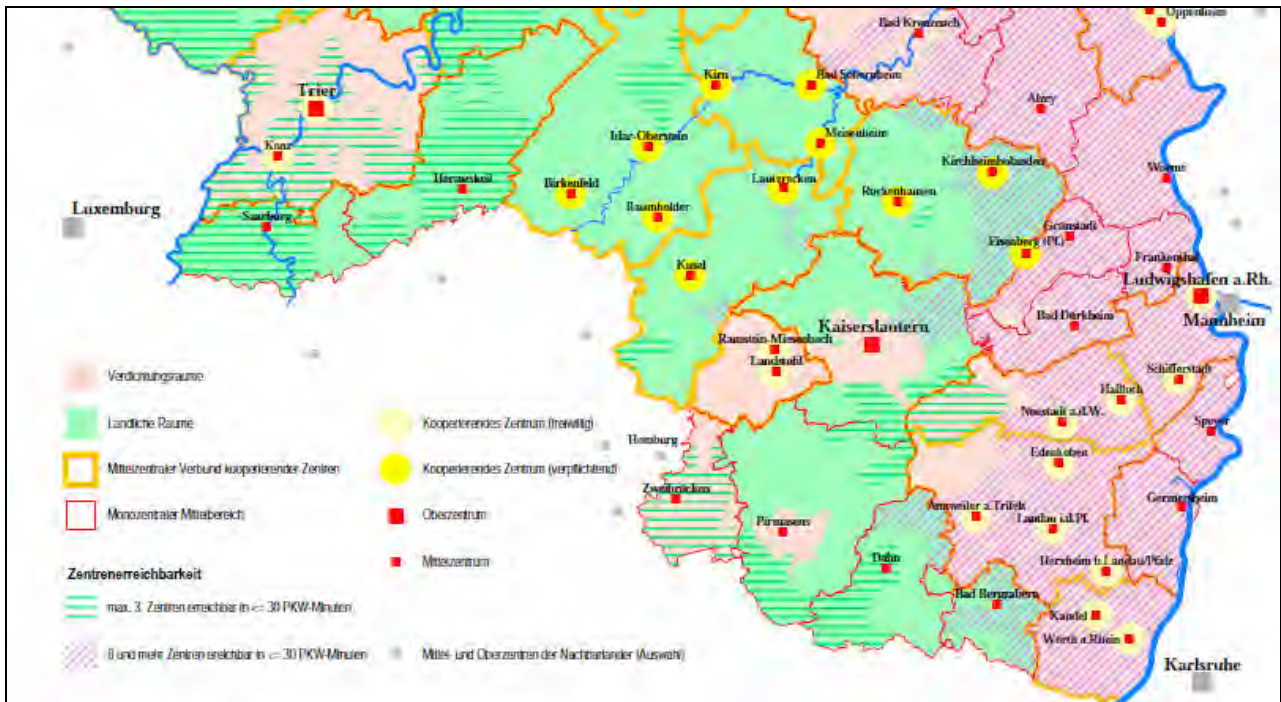 Oppenheim
Bad Kreuznach
Kirn
Bad Sobernheim
Trier
Alzey
Idar-Oberstein
Meisenheim
Konz
Kirchheimbolanden
Worms
Hermeskeil
Birkenfeld
Lauterecken
Rockenhausen
Luxemburg
Saarburg
Baumholder
Grünstadt
Eisenberg (Pf.)
Frankenthal
Kusel
Ludwigshafen a.Rh.
Mannheim
Kaiserslautern
Bad Dürkheim
Ramstein-Miesenbach
Landstuhl
Schifferstadt
Haßloch
Neustadt a.d.W.
Speyer
Homburg
Edenkoben
Zweibrücken
Germersheim
Annweiler a.Trifels
Pirmasens
Landau i.d.Pf.
Dahn
Herxheim b.Landau/Pfalz
Bad Bergzabern
Kandel
Wörth a.Rhein
Karlsruhe
Verdichtungsräume
Ländliche Räume
Mittelzentraler Verbund kooperierender Zentren
Monozentraler Mittelbereich
Kooperierendes Zentrum (freiwillig)
Kooperierendes Zentrum (verpflichtend)
Oberzentrum
Mittelzentrum
Zentrenerreichbarkeit
max. 3 Zentren erreichbar in <= 30 PKW-Minuten
8 und mehr Zentren erreichbar in <= 30 PKW-Minuten
Mittel- und Oberzentren der Nachbarländer (Auswahl)